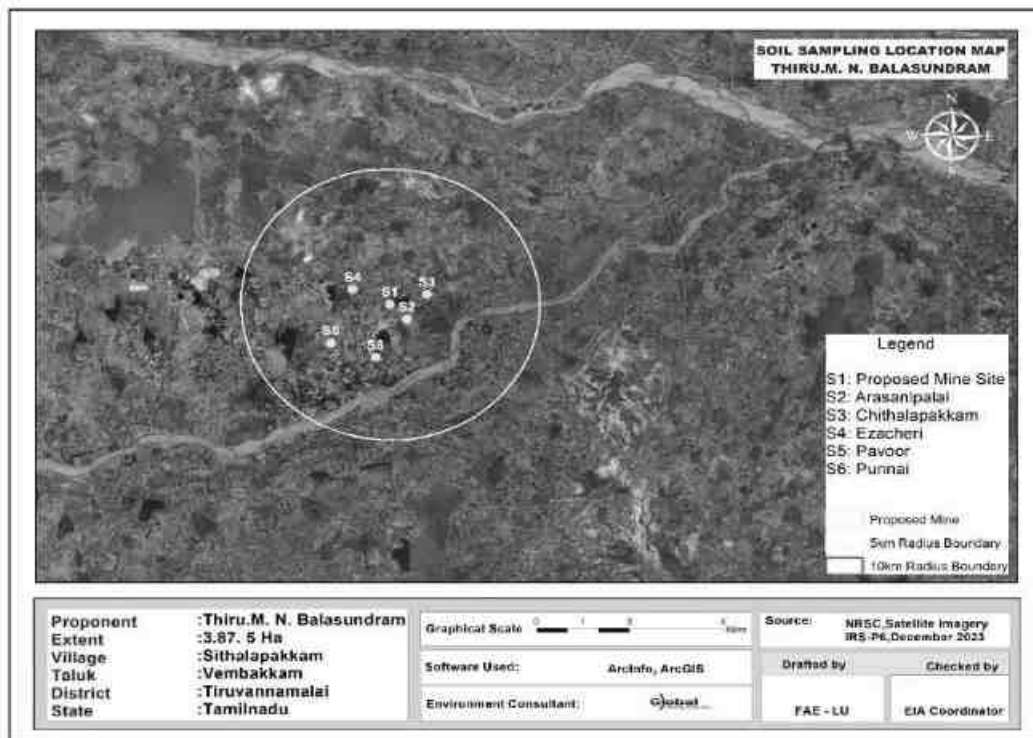 SOIL SAMPLING LOCATION MAP
THIRU.M. N. BALASUNDRAM
N
W E
S4
S3
S1
S2
S6
S5
Legend
S1: Proposed Mine Site
S2: Arasanipalai
S3: Chithalapakkam
S4: Ezacheri
S5: Pavoor
S6: Punnai
Proposed Mine
5km Radius Boundary
10km Radius Boundary
Proponent :Thiru.M. N. Balasundram
Extent :3.87. 5 Ha
Village :Sithalapakkam
Taluk :Vembakkam
District :Tiruvannamalai
State :Tamilnadu
Graphical Scale 0 1
Software Used: ArcInfo, ArcGIS
Environment Consultant: Global
Source: NRSC,Satellite Imagery
IRS-P6,December 2023
Drafted by Checked by
FAE - LU EIA Coordinator